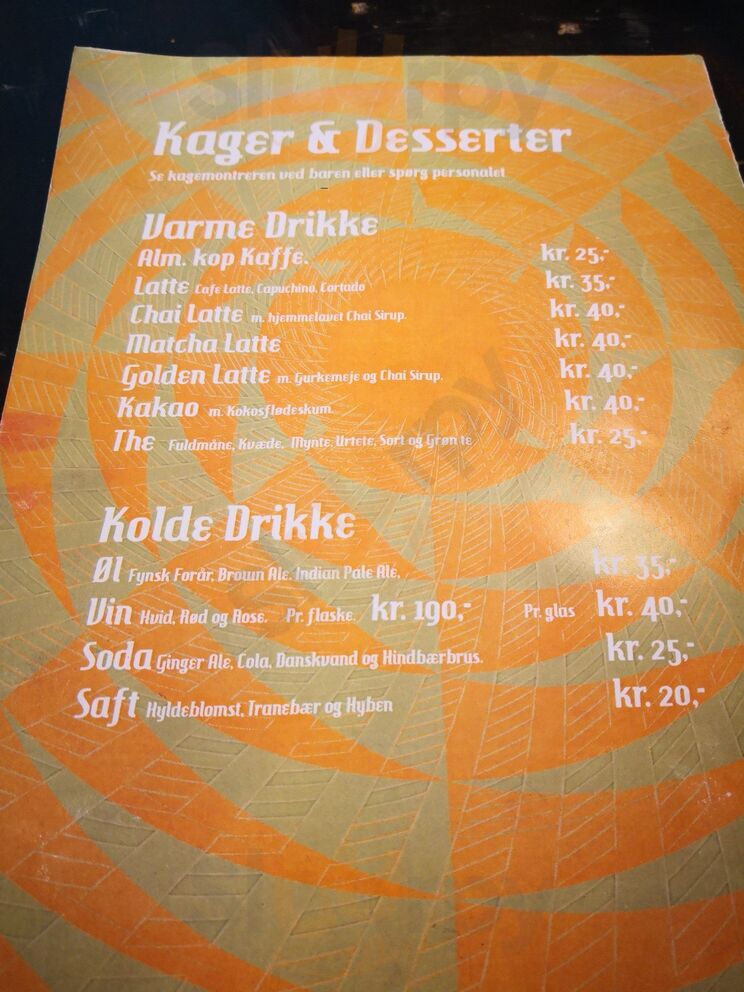 Kager & Desserter
Se kagemontreren ved baren eller spørg personalet
Varme Drikke
Alm. kop Kaffe. kr. 25,-
Latte Cafe Latte, Capuchino, Cortado kr. 35,-
Chai Latte m. hjemmelavet Chai Sirup. kr. 40,-
Matcha Latte kr. 40,-
Golden Latte m. Gurkemeje og Chai Sirup. kr. 40,-
Kakao m. Kokosflødeskum. kr. 40,-
The Fuldmåne, Kvæde, Mynte, Urtete, Sort og Grøn te kr. 25,-
Kolde Drikke
Øl Fynsk Forår, Brown Ale, Indian Pale Ale, kr. 35,-
Vin Hvid, Rød og Rose. Pr. flaske. kr. 190,- Pr. glas kr. 40,-
Soda Ginger Ale, Cola, Danskvand og Hindbærbrus. kr. 25,-
Saft Hyldeblomst, Tranebær og Hyben kr. 20,-